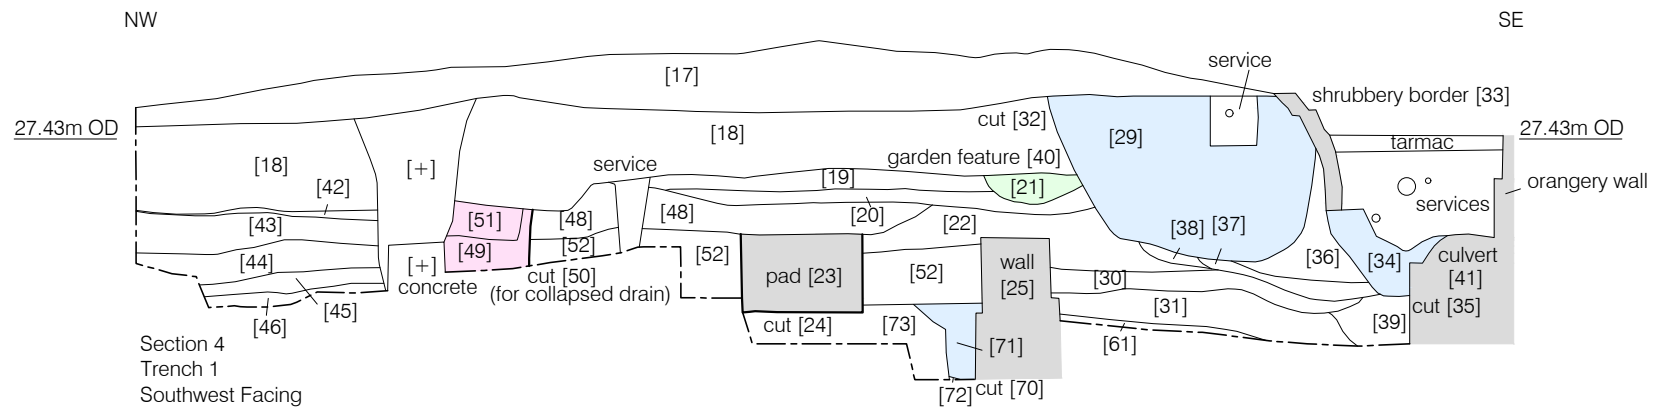 NW
SE
service
[17]
shrubbery border [33]
27.43m OD
cut [32]
27.43m OD
[18]
[29]
tarmac
service
garden feature [40]
[18]
[+]
[19]
[21]
orangery wall
[42]
services
[51]
[48]
[48]
[20]
[22]
[43]
[38]
[37]
[49]
[52]
[52]
[36]
[34]
culvert
[41]
[44]
[+]
concrete
cut [50]
(for collapsed drain)
pad [23]
[52]
wall
[25]
[30]
[31]
cut [35]
[46]
[45]
cut [24]
[73]
[39]
[71]
[61]
Section 4
Trench 1
Southwest Facing
[72]
cut [70]